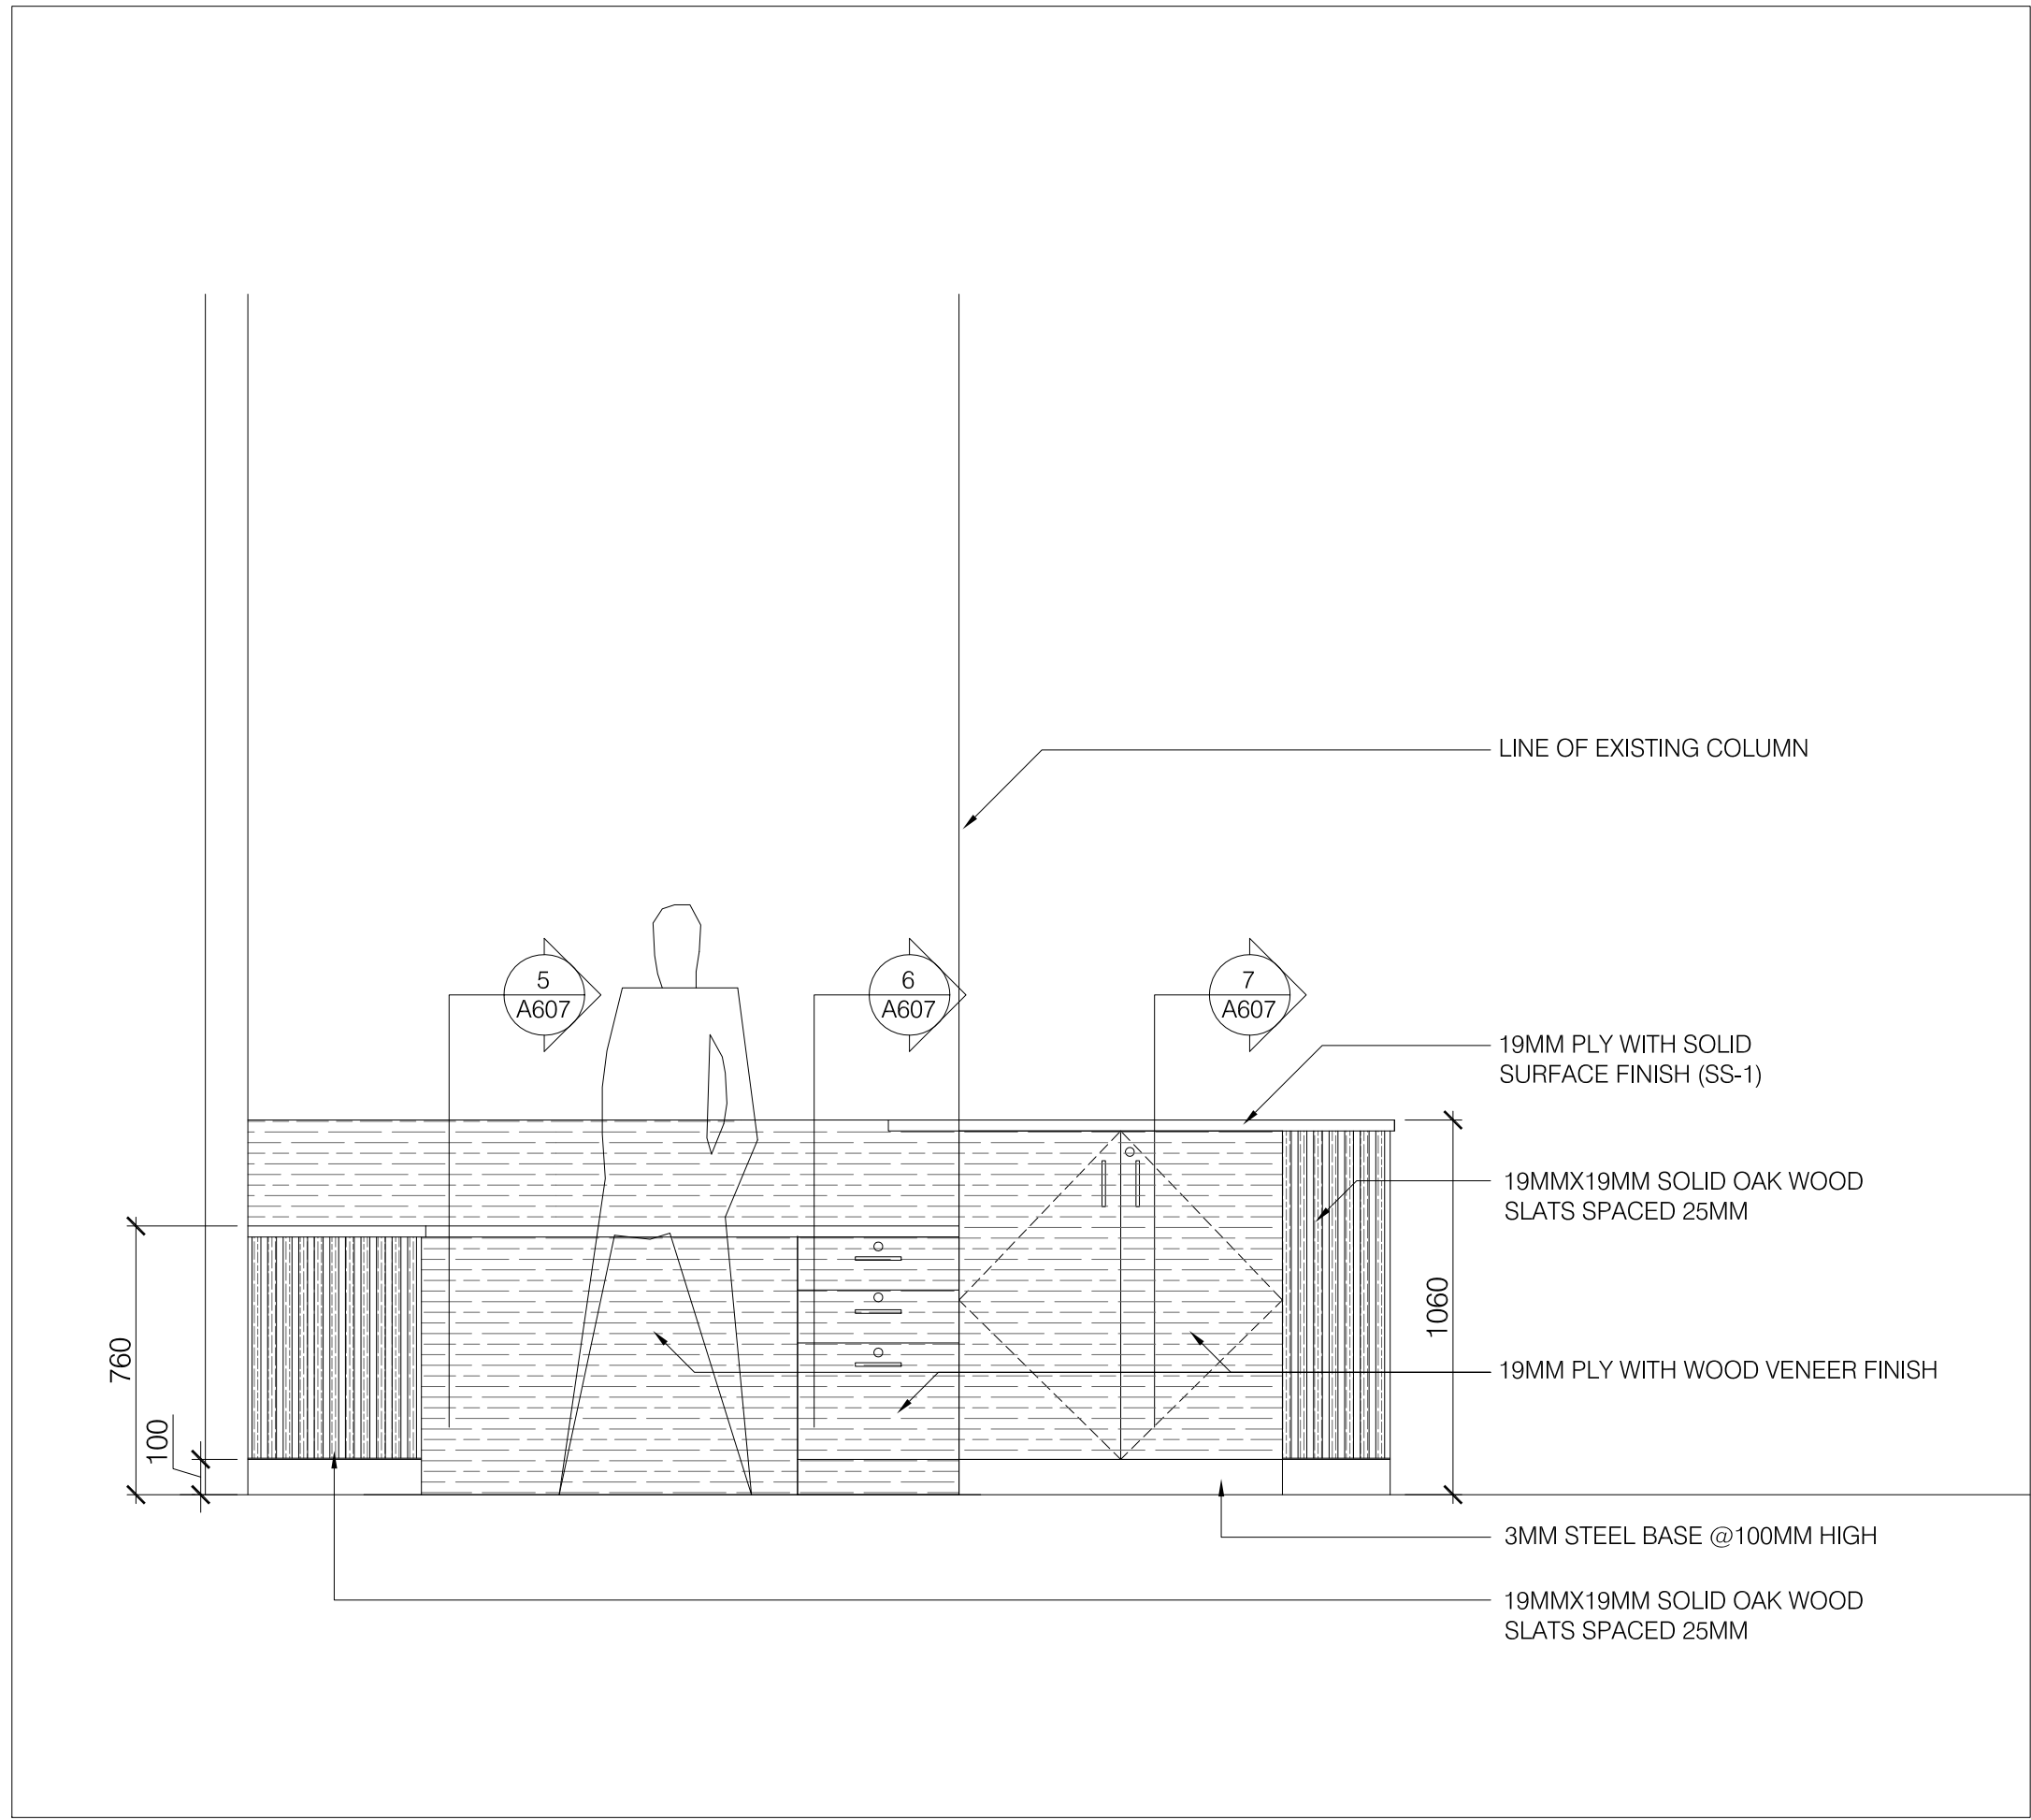 LINE OF EXISTING COLUMN
5
A607
6
A607
7
A607
19MM PLY WITH SOLID
SURFACE FINISH (SS-1)
19MMX19MM SOLID OAK WOOD
SLATS SPACED 25MM
760
100
1060
19MM PLY WITH WOOD VENEER FINISH
3MM STEEL BASE @100MM HIGH
19MMX19MM SOLID OAK WOOD
SLATS SPACED 25MM